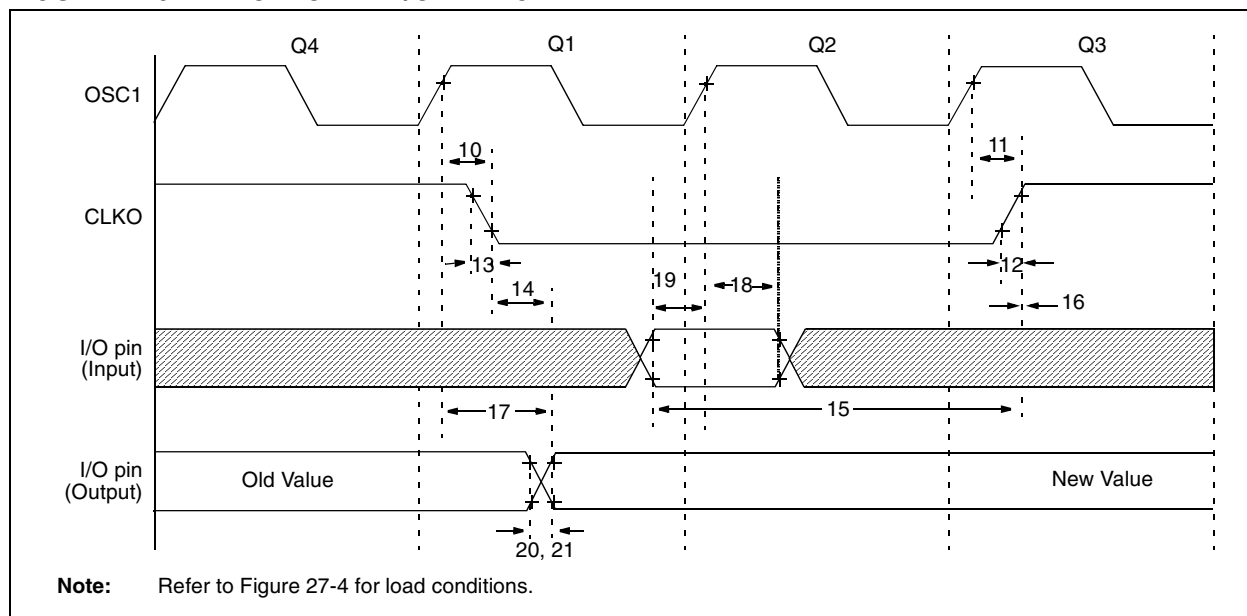 Q4 Q1 Q2 Q3
OSC1
10 11
CLKO
13 12
14 19 18 16
I/O pin
(Input)
17 15
I/O pin
(Output)
Old Value New Value
20, 21
Note: Refer to Figure 27-4 for load conditions.